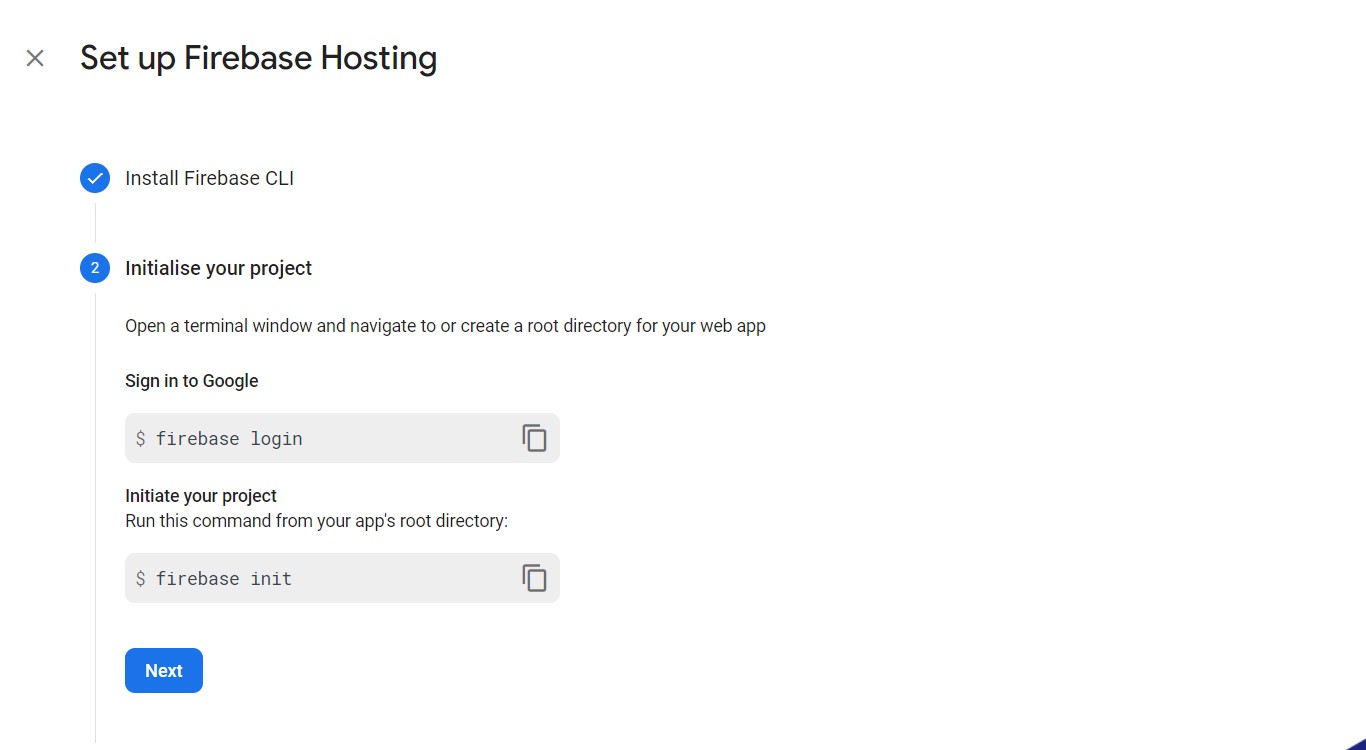 Set up Firebase Hosting
Install Firebase CLI
2 Initialise your project
Open a terminal window and navigate to or create a root directory for your web app
Sign in to Google
$ firebase login
Initiate your project
Run this command from your app's root directory:
$ firebase init
Next